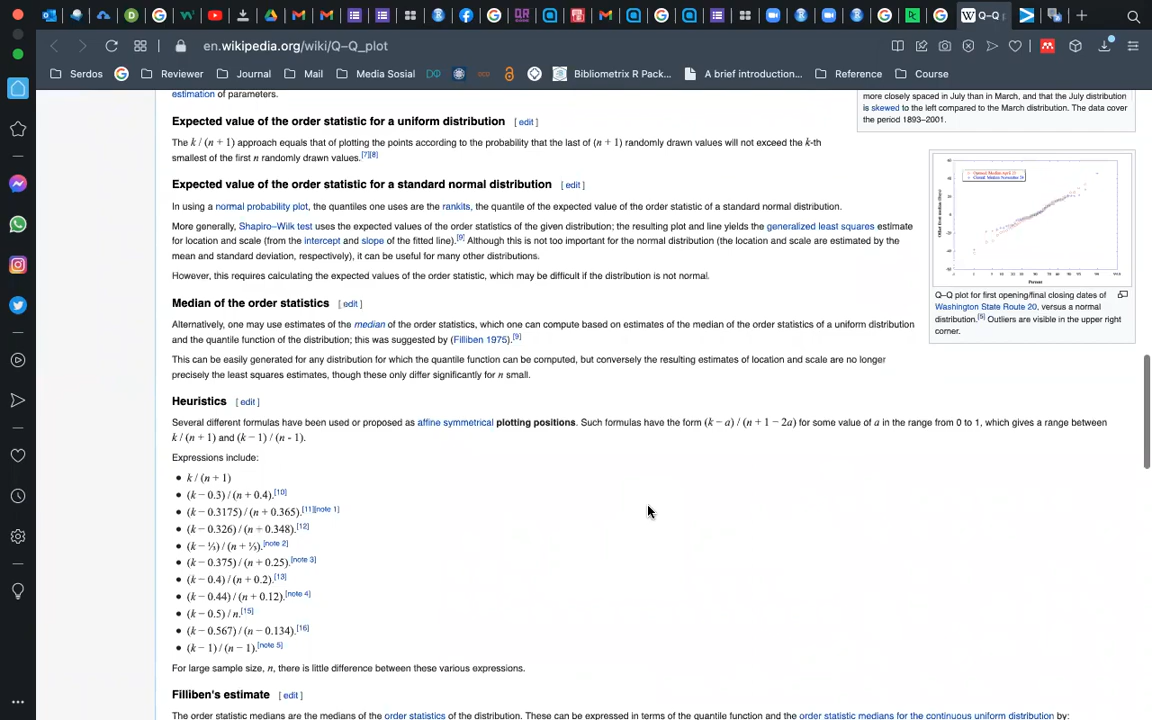 en.wikipedia.org/wiki/Q–Q_plot
W Q–Q
Serdos Reviewer Journal Mail Media Sosial Bibliometrix R Pack... A brief introduction... Reference Course
estimation of parameters.
more closely spaced in July than in March, and that the July distribution
is skewed to the left compared to the March distribution. The data cover
the period 1893–2001.
Expected value of the order statistic for a uniform distribution [ edit ]
The k / (n + 1) approach equals that of plotting the points according to the probability that the last of (n + 1) randomly drawn values will not exceed the k-th
smallest of the first n randomly drawn values.[7][8]
Expected value of the order statistic for a standard normal distribution [ edit ]
In using a normal probability plot, the quantiles one uses are the rankits, the quantile of the expected value of the order statistic of a standard normal distribution.
More generally, Shapiro–Wilk test uses the expected values of the order statistics of the given distribution; the resulting plot and line yields the generalized least squares estimate
for location and scale (from the intercept and slope of the fitted line).[9] Although this is not too important for the normal distribution (the location and scale are estimated by the
mean and standard deviation, respectively), it can be useful for many other distributions.
However, this requires calculating the expected values of the order statistic, which may be difficult if the distribution is not normal.
Q–Q plot for first opening/final closing dates of
Washington State Route 20, versus a normal
distribution.[5] Outliers are visible in the upper right
corner.
Median of the order statistics [ edit ]
Alternatively, one may use estimates of the median of the order statistics, which one can compute based on estimates of the median of the order statistics of a uniform distribution
and the quantile function of the distribution; this was suggested by (Filliben 1975).[9]
This can be easily generated for any distribution for which the quantile function can be computed, but conversely the resulting estimates of location and scale are no longer
precisely the least squares estimates, though these only differ significantly for n small.
Heuristics [ edit ]
Several different formulas have been used or proposed as affine symmetrical plotting positions. Such formulas have the form (k − a) / (n + 1 − 2a) for some value of a in the range from 0 to 1, which gives a range between
k / (n + 1) and (k − 1) / (n - 1).
Expressions include:
• k / (n + 1)
• (k − 0.3) / (n + 0.4).[10]
• (k − 0.3175) / (n + 0.365).[11][note 1]
• (k − 0.326) / (n + 0.348).[12]
• (k − ⅓) / (n + ⅓).[note 2]
• (k − 0.375) / (n + 0.25).[note 3]
• (k − 0.4) / (n + 0.2).[13]
• (k − 0.44) / (n + 0.12).[note 4]
• (k − 0.5) / n.[15]
• (k − 0.567) / (n − 0.134).[16]
• (k − 1) / (n − 1).[note 5]
For large sample size, n, there is little difference between these various expressions.
Filliben's estimate [ edit ]
The order statistic medians are the medians of the order statistics of the distribution. These can be expressed in terms of the quantile function and the order statistic medians for the continuous uniform distribution by: